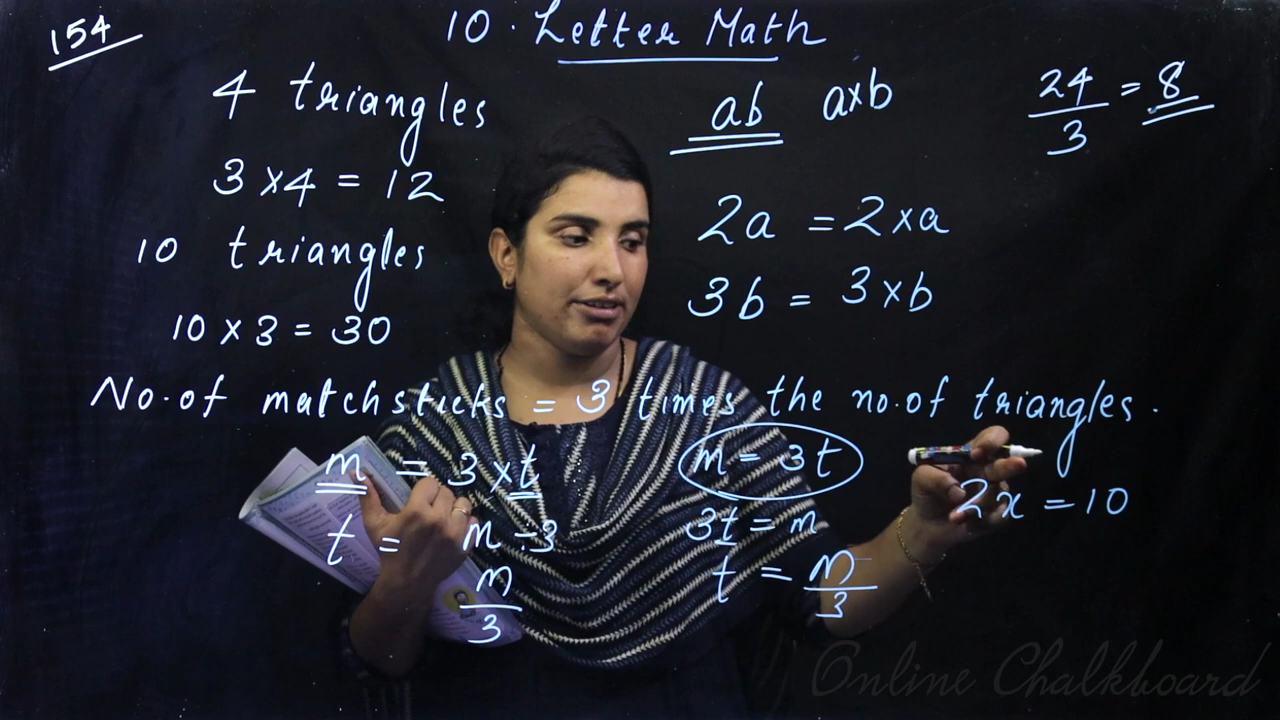 154
10. Letter Math
4 triangles
3 × 4 = 12
10 triangles
10 × 3 = 30
ab a×b
2a = 2 × a
3b = 3 × b
24/3 = 8
No. of matchsticks = 3 times the no. of triangles.
m = 3 × t
t = m ÷ 3
m/3
m = 3t
3t = m
t = m/3
2x = 10
Online Chalkboard